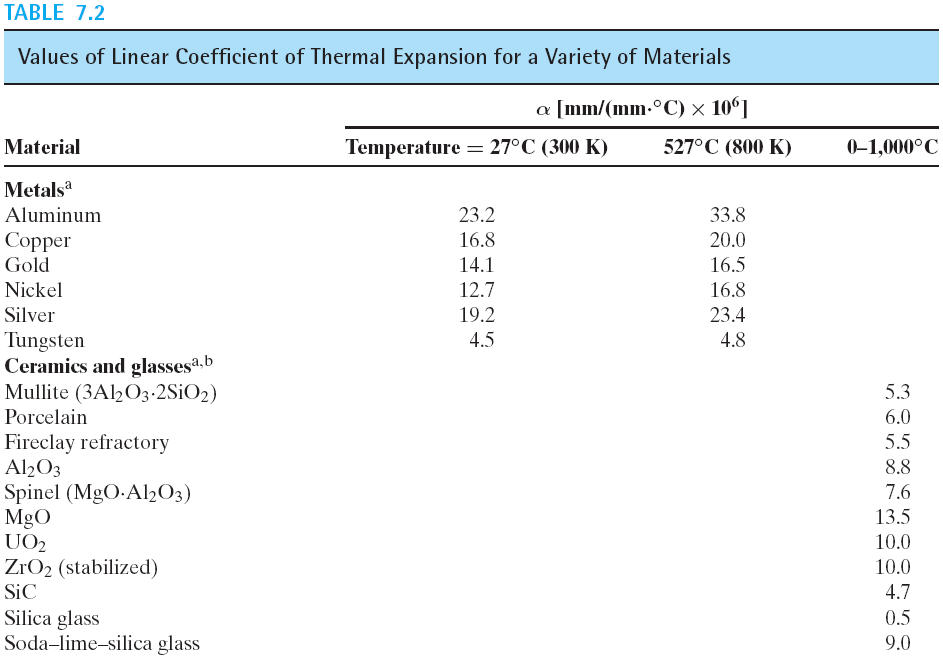 TABLE 7.2
Values of Linear Coefficient of Thermal Expansion for a Variety of Materials
α [mm/(mm·°C) × 10⁶]
Material Temperature = 27°C (300 K) 527°C (800 K) 0–1,000°C
Metalsᵃ
Aluminum 23.2 33.8
Copper 16.8 20.0
Gold 14.1 16.5
Nickel 12.7 16.8
Silver 19.2 23.4
Tungsten 4.5 4.8
Ceramics and glassesᵃ,ᵇ
Mullite (3Al₂O₃·2SiO₂) 5.3
Porcelain 6.0
Fireclay refractory 5.5
Al₂O₃ 8.8
Spinel (MgO·Al₂O₃) 7.6
MgO 13.5
UO₂ 10.0
ZrO₂ (stabilized) 10.0
SiC 4.7
Silica glass 0.5
Soda–lime–silica glass 9.0